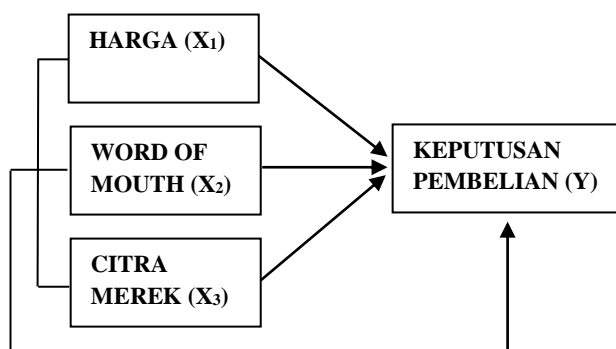 HARGA (X₁)
WORD OF
MOUTH (X₂)
CITRA
MEREK (X₃)
KEPUTUSAN
PEMBELIAN (Y)